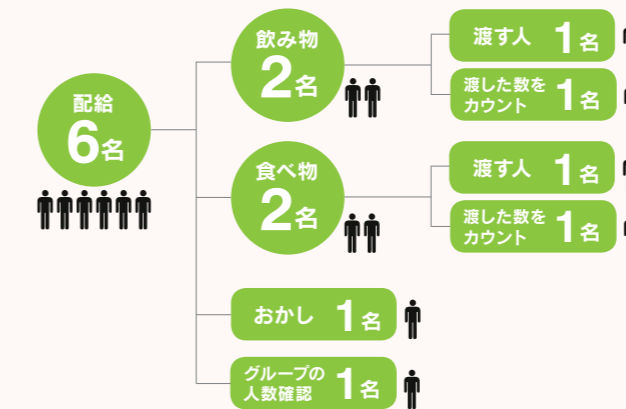 配給
6名
飲み物
2名
渡す人 1名
渡した数を
カウント 1名
食べ物
2名
渡す人 1名
渡した数を
カウント 1名
おかし 1名
グループの
人数確認 1名